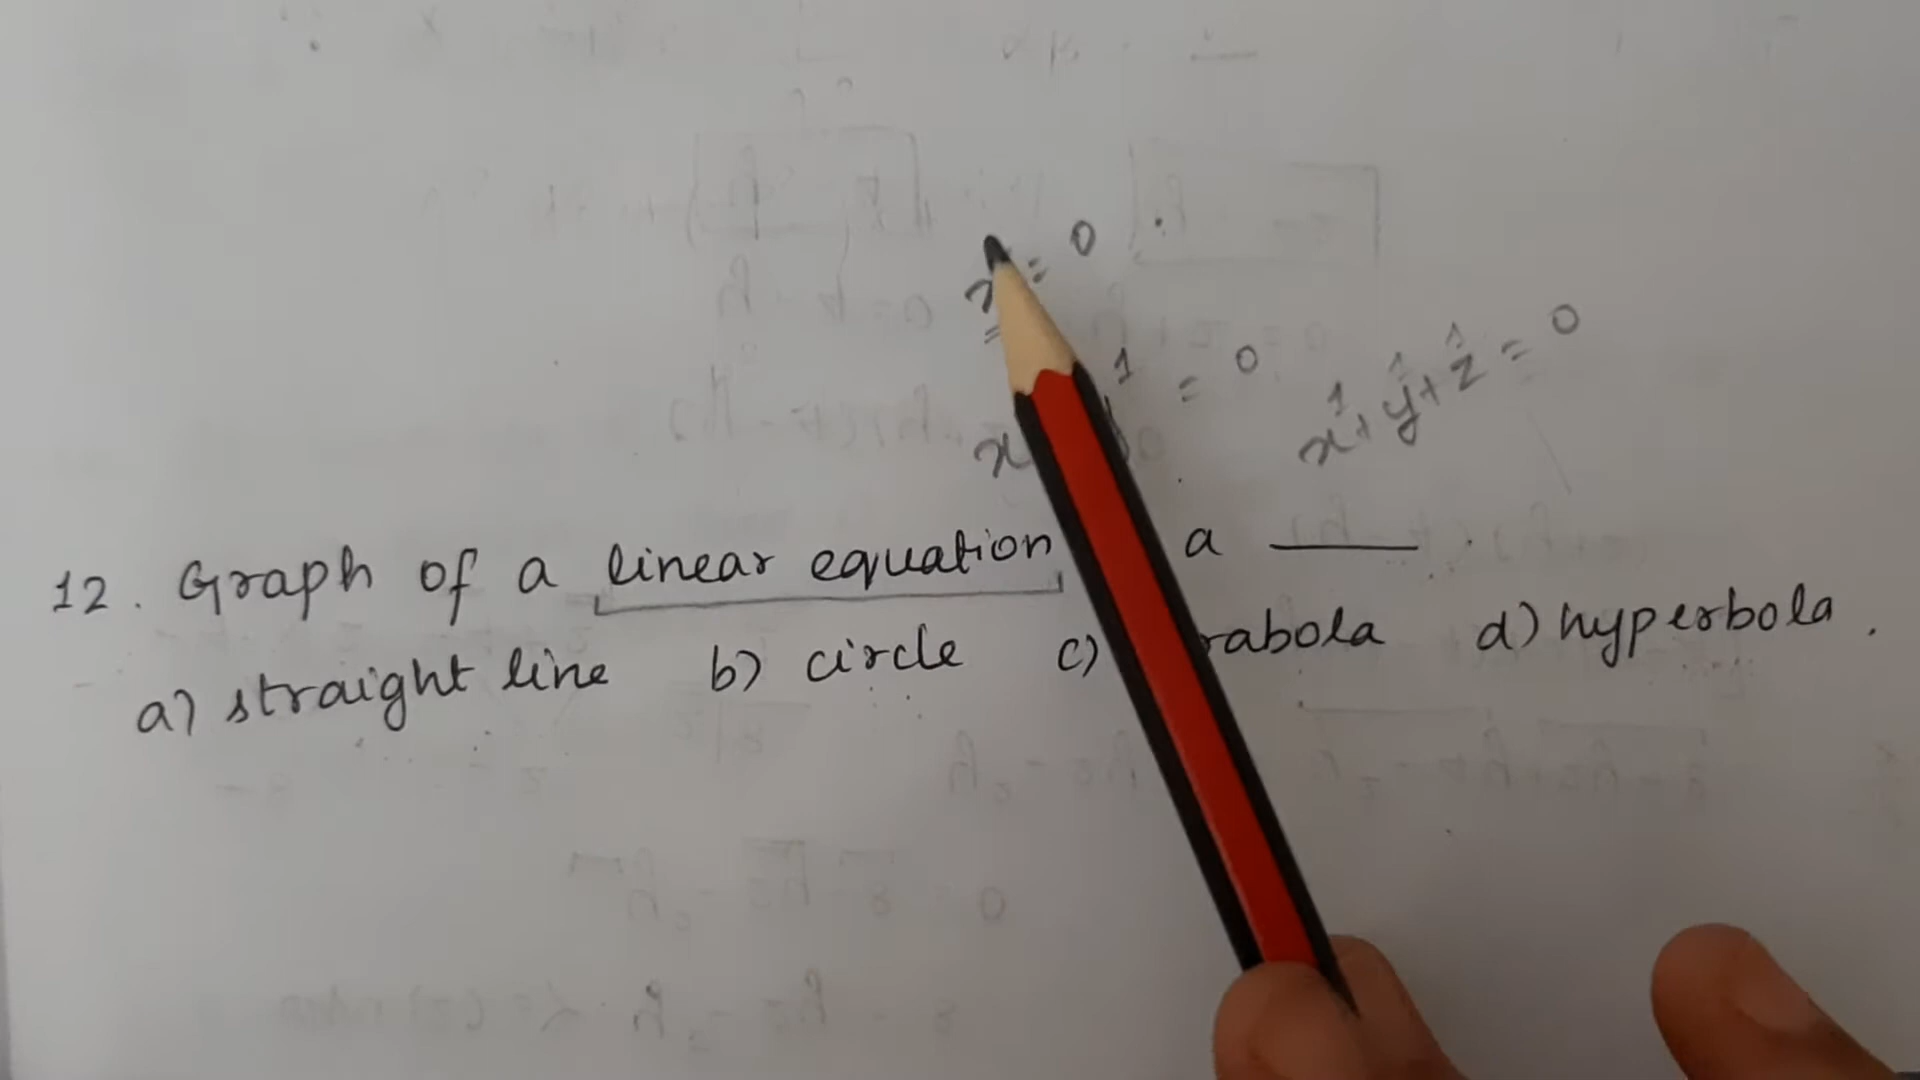 x = 0
x 1 = 0
x¹ + y¹ + z¹ = 0
12. Graph of a linear equation a ____.
a) straight line b) circle c) rabola d) hyperbola.